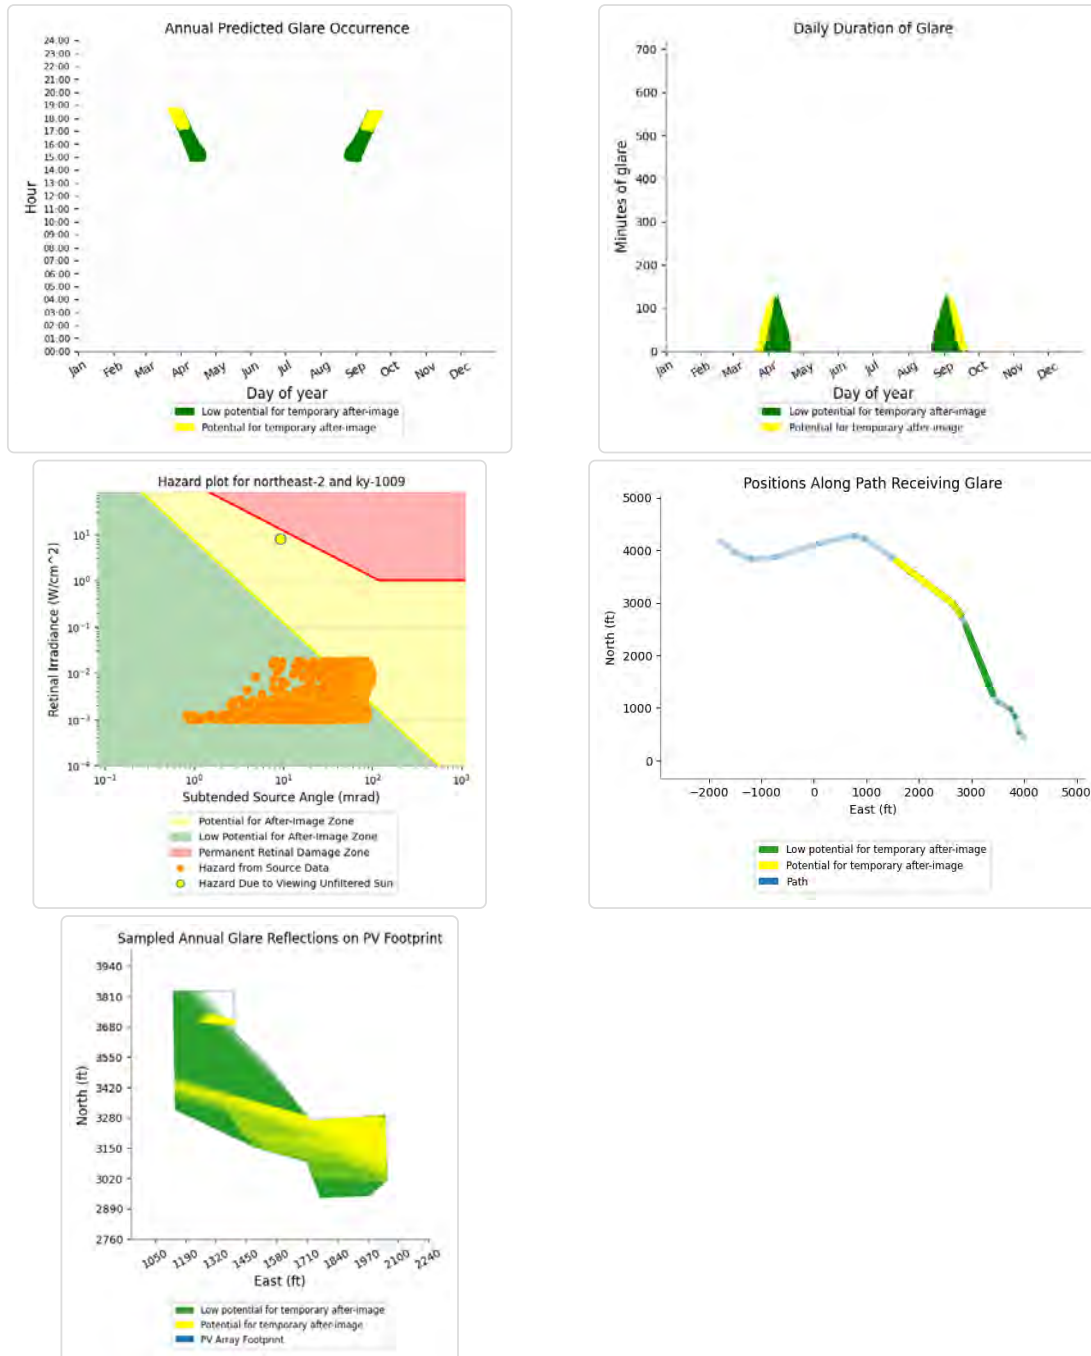 Annual Predicted Glare Occurrence
24:00
23:00
22:00
21:00
20:00
19:00
18:00
17:00
16:00
15:00
14:00
13:00
12:00
11:00
10:00
09:00
08:00
07:00
06:00
05:00
04:00
03:00
02:00
01:00
00:00
Hour
Jan Feb Mar Apr May Jun Jul Aug Sep Oct Nov Dec
Day of year
Low potential for temporary after-image
Potential for temporary after-image
Daily Duration of Glare
700
600
500
400
300
200
100
0
Minutes of glare
Jan Feb Mar Apr May Jun Jul Aug Sep Oct Nov Dec
Day of year
Low potential for temporary after-image
Potential for temporary after-image
Hazard plot for northeast-2 and ky-1009
10^1
10^0
10^−1
10^−2
10^−3
10^−4
Retinal Irradiance (W/cm^2)
10^−1 10^0 10^1 10^2 10^3
Subtended Source Angle (mrad)
Potential for After-Image Zone
Low Potential for After-Image Zone
Permanent Retinal Damage Zone
Hazard from Source Data
Hazard Due to Viewing Unfiltered Sun
Positions Along Path Receiving Glare
5000
4000
3000
2000
1000
0
North (ft)
−2000 −1000 0 1000 2000 3000 4000 5000
East (ft)
Low potential for temporary after-image
Potential for temporary after-image
Path
Sampled Annual Glare Reflections on PV Footprint
3940
3810
3680
3550
3420
3280
3150
3020
2890
2760
North (ft)
1050 1190 1320 1450 1580 1710 1840 1970 2100 2240
East (ft)
Low potential for temporary after-image
Potential for temporary after-image
PV Array Footprint